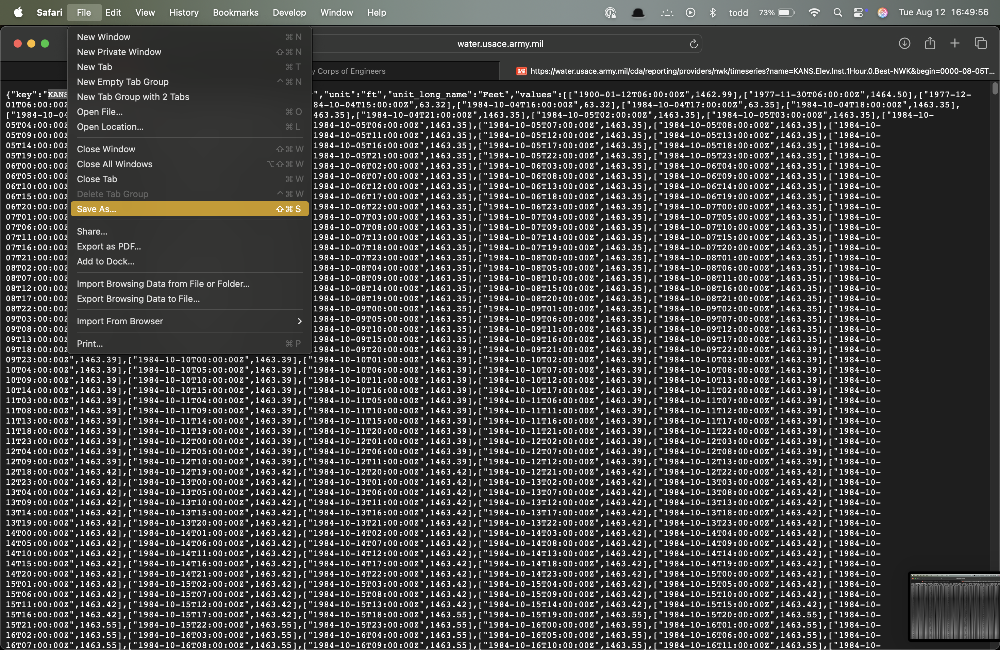 Safari File Edit View History Bookmarks Develop Window Help todd 73% Tue Aug 12 16:49:56
New Window ⌘ N
New Private Window ⇧ ⌘ N
New Tab ⌘ T
New Empty Tab Group ^ ⌘ N
New Tab Group with 2 Tabs
Open File... ⌘ O
Open Location... ⌘ L
Close Window ⇧ ⌘ W
Close All Windows ⌥ ⇧ ⌘ W
Close Tab ⌘ W
Delete Tab Group ^ ⌘ W
Save As... ⇧ ⌘ S
Share...
Export as PDF...
Add to Dock...
Import Browsing Data from File or Folder...
Export Browsing Data to File...
Import From Browser
Print... ⌘ P
water.usace.army.mil
y Corps of Engineers
https://water.usace.army.mil/cda/reporting/providers/nwk/timeseries?name=KANS.Elev.Inst.1Hour.0.Best-NWK&begin=0000-08-05T...
{"key":"KANS ","unit":"ft","unit_long_name":"Feet","values":[["1900-01-12T06:00:00Z",1462.99],["1977-11-30T06:00:00Z",1464.50],["1977-12-
01T06:00:00Z 84-10-04T15:00:00Z",63.32],["1984-10-04T16:00:00Z",63.32],["1984-10-04T17:00:00Z",63.35],["1984-10-04T18:00:00Z",1463.35],
["1984-10-04 463.35],["1984-10-04T21:00:00Z",1463.35],["1984-10-05T02:00:00Z",1463.35],["1984-10-05T03:00:00Z",1463.35],["1984-10-
05T04:00:00Z 1984-10-05T06:00:00Z",1463.35],["1984-10-05T07:00:00Z",1463.35],["1984-10-05T08:00:00Z",1463.35],["1984-10-
05T09:00:00Z 1984-10-05T11:00:00Z",1463.35],["1984-10-05T12:00:00Z",1463.35],["1984-10-05T13:00:00Z",1463.35],["1984-10-
05T14:00:00Z 1984-10-05T16:00:00Z",1463.35],["1984-10-05T17:00:00Z",1463.35],["1984-10-05T18:00:00Z",1463.35],["1984-10-
05T19:00:00Z 1984-10-05T21:00:00Z",1463.35],["1984-10-05T22:00:00Z",1463.35],["1984-10-05T23:00:00Z",1463.35],["1984-10-
06T00:00:00Z 1984-10-06T02:00:00Z",1463.35],["1984-10-06T03:00:00Z",1463.35],["1984-10-06T04:00:00Z",1463.35],["1984-10-
06T05:00:00Z 1984-10-06T07:00:00Z",1463.35],["1984-10-06T08:00:00Z",1463.35],["1984-10-06T09:00:00Z",1463.35],["1984-10-
06T10:00:00Z 1984-10-06T12:00:00Z",1463.35],["1984-10-06T13:00:00Z",1463.35],["1984-10-06T14:00:00Z",1463.35],["1984-10-
06T15:00:00Z 1984-10-06T17:00:00Z",1463.35],["1984-10-06T18:00:00Z",1463.35],["1984-10-06T19:00:00Z",1463.35],["1984-10-
06T20:00:00Z 1984-10-06T22:00:00Z",1463.35],["1984-10-06T23:00:00Z",1463.35],["1984-10-07T00:00:00Z",1463.35],["1984-10-
07T01:00:00Z 1984-10-07T03:00:00Z",1463.35],["1984-10-07T04:00:00Z",1463.35],["1984-10-07T05:00:00Z",1463.35],["1984-10-
07T06:00:00Z 1984-10-07T08:00:00Z",1463.35],["1984-10-07T09:00:00Z",1463.35],["1984-10-07T10:00:00Z",1463.35],["1984-10-
07T11:00:00Z 1984-10-07T13:00:00Z",1463.35],["1984-10-07T14:00:00Z",1463.35],["1984-10-07T15:00:00Z",1463.35],["1984-10-
07T16:00:00Z 1984-10-07T18:00:00Z",1463.35],["1984-10-07T19:00:00Z",1463.35],["1984-10-07T20:00:00Z",1463.35],["1984-10-
07T21:00:00Z 1984-10-07T23:00:00Z",1463.35],["1984-10-08T00:00:00Z",1463.35],["1984-10-08T01:00:00Z",1463.35],["1984-10-
08T02:00:00Z 1984-10-08T04:00:00Z",1463.35],["1984-10-08T05:00:00Z",1463.35],["1984-10-08T06:00:00Z",1463.35],["1984-10-
08T07:00:00Z 1984-10-08T09:00:00Z",1463.35],["1984-10-08T10:00:00Z",1463.35],["1984-10-08T11:00:00Z",1463.35],["1984-10-
08T12:00:00Z 1984-10-08T14:00:00Z",1463.35],["1984-10-08T15:00:00Z",1463.35],["1984-10-08T16:00:00Z",1463.35],["1984-10-
08T17:00:00Z 1984-10-08T19:00:00Z",1463.35],["1984-10-08T20:00:00Z",1463.35],["1984-10-08T21:00:00Z",1463.35],["1984-10-
08T22:00:00Z 1984-10-09T00:00:00Z",1463.35],["1984-10-09T01:00:00Z",1463.35],["1984-10-09T02:00:00Z",1463.35],["1984-10-
09T03:00:00Z 1984-10-09T05:00:00Z",1463.35],["1984-10-09T06:00:00Z",1463.35],["1984-10-09T07:00:00Z",1463.35],["1984-10-
09T08:00:00Z 1984-10-09T10:00:00Z",1463.35],["1984-10-09T11:00:00Z",1463.35],["1984-10-09T12:00:00Z",1463.35],["1984-10-
09T13:00:00Z 1984-10-09T15:00:00Z",1463.35],["1984-10-09T16:00:00Z",1463.35],["1984-10-09T17:00:00Z",1463.35],["1984-10-
09T18:00:00Z 1984-10-09T20:00:00Z",1463.39],["1984-10-09T21:00:00Z",1463.39],["1984-10-09T22:00:00Z",1463.39],["1984-10-
09T23:00:00Z",1463.39],["1984-10-10T00:00:00Z",1463.39],["1984-10-10T01:00:00Z",1463.39],["1984-10-10T02:00:00Z",1463.39],["1984-10-10T03:00:00Z",1463.39],["1984-10-
10T04:00:00Z",1463.39],["1984-10-10T05:00:00Z",1463.39],["1984-10-10T06:00:00Z",1463.39],["1984-10-10T07:00:00Z",1463.39],["1984-10-10T08:00:00Z",1463.39],["1984-10-
10T09:00:00Z",1463.39],["1984-10-10T10:00:00Z",1463.39],["1984-10-10T11:00:00Z",1463.39],["1984-10-10T12:00:00Z",1463.39],["1984-10-10T13:00:00Z",1463.39],["1984-10-
10T14:00:00Z",1463.39],["1984-10-10T15:00:00Z",1463.39],["1984-10-10T16:00:00Z",1463.39],["1984-10-10T17:00:00Z",1463.39],["1984-10-11T02:00:00Z",1463.39],["1984-10-
11T03:00:00Z",1463.39],["1984-10-11T04:00:00Z",1463.39],["1984-10-11T05:00:00Z",1463.39],["1984-10-11T06:00:00Z",1463.39],["1984-10-11T07:00:00Z",1463.39],["1984-10-
11T08:00:00Z",1463.39],["1984-10-11T09:00:00Z",1463.39],["1984-10-11T10:00:00Z",1463.39],["1984-10-11T11:00:00Z",1463.39],["1984-10-11T12:00:00Z",1463.39],["1984-10-
11T13:00:00Z",1463.39],["1984-10-11T14:00:00Z",1463.39],["1984-10-11T15:00:00Z",1463.39],["1984-10-11T16:00:00Z",1463.39],["1984-10-11T17:00:00Z",1463.39],["1984-10-
11T18:00:00Z",1463.39],["1984-10-11T19:00:00Z",1463.39],["1984-10-11T20:00:00Z",1463.39],["1984-10-11T21:00:00Z",1463.39],["1984-10-11T22:00:00Z",1463.39],["1984-10-
11T23:00:00Z",1463.39],["1984-10-12T00:00:00Z",1463.39],["1984-10-12T01:00:00Z",1463.39],["1984-10-12T02:00:00Z",1463.39],["1984-10-12T03:00:00Z",1463.39],["1984-10-
12T04:00:00Z",1463.39],["1984-10-12T05:00:00Z",1463.39],["1984-10-12T06:00:00Z",1463.39],["1984-10-12T07:00:00Z",1463.39],["1984-10-12T08:00:00Z",1463.39],["1984-10-
12T09:00:00Z",1463.39],["1984-10-12T10:00:00Z",1463.39],["1984-10-12T11:00:00Z",1463.39],["1984-10-12T12:00:00Z",1463.39],["1984-10-12T13:00:00Z",1463.39],["1984-10-
12T18:00:00Z",1463.42],["1984-10-12T19:00:00Z",1463.42],["1984-10-12T20:00:00Z",1463.42],["1984-10-12T21:00:00Z",1463.42],["1984-10-12T22:00:00Z",1463.42],["1984-10-
12T23:00:00Z",1463.42],["1984-10-13T00:00:00Z",1463.42],["1984-10-13T01:00:00Z",1463.42],["1984-10-13T02:00:00Z",1463.42],["1984-10-13T03:00:00Z",1463.42],["1984-10-
13T04:00:00Z",1463.42],["1984-10-13T05:00:00Z",1463.42],["1984-10-13T06:00:00Z",1463.42],["1984-10-13T07:00:00Z",1463.42],["1984-10-13T08:00:00Z",1463.42],["1984-10-
13T09:00:00Z",1463.42],["1984-10-13T10:00:00Z",1463.42],["1984-10-13T11:00:00Z",1463.42],["1984-10-13T12:00:00Z",1463.42],["1984-10-13T13:00:00Z",1463.42],["1984-10-
13T14:00:00Z",1463.42],["1984-10-13T15:00:00Z",1463.42],["1984-10-13T16:00:00Z",1463.42],["1984-10-13T17:00:00Z",1463.42],["1984-10-13T18:00:00Z",1463.42],["1984-10-
13T19:00:00Z",1463.42],["1984-10-13T20:00:00Z",1463.42],["1984-10-13T21:00:00Z",1463.42],["1984-10-13T22:00:00Z",1463.42],["1984-10-13T23:00:00Z",1463.42],["1984-10-
14T00:00:00Z",1463.42],["1984-10-14T01:00:00Z",1463.42],["1984-10-14T02:00:00Z",1463.42],["1984-10-14T03:00:00Z",1463.42],["1984-10-14T04:00:00Z",1463.42],["1984-10-
14T05:00:00Z",1463.42],["1984-10-14T06:00:00Z",1463.42],["1984-10-14T07:00:00Z",1463.42],["1984-10-14T08:00:00Z",1463.42],["1984-10-14T09:00:00Z",1463.42],["1984-10-
14T10:00:00Z",1463.42],["1984-10-14T11:00:00Z",1463.42],["1984-10-14T12:00:00Z",1463.42],["1984-10-14T13:00:00Z",1463.42],["1984-10-14T14:00:00Z",1463.42],["1984-10-
14T15:00:00Z",1463.42],["1984-10-14T16:00:00Z",1463.42],["1984-10-14T17:00:00Z",1463.42],["1984-10-14T18:00:00Z",1463.42],["1984-10-14T19:00:00Z",1463.42],["1984-10-
14T20:00:00Z",1463.42],["1984-10-14T21:00:00Z",1463.42],["1984-10-14T22:00:00Z",1463.42],["1984-10-14T23:00:00Z",1463.42],["1984-10-15T00:00:00Z",1463.42],["1984-10-
15T01:00:00Z",1463.42],["1984-10-15T02:00:00Z",1463.42],["1984-10-15T03:00:00Z",1463.42],["1984-10-15T04:00:00Z",1463.42],["1984-10-15T05:00:00Z",1463.42],["1984-10-
15T06:00:00Z",1463.42],["1984-10-15T07:00:00Z",1463.42],["1984-10-15T08:00:00Z",1463.42],["1984-10-15T09:00:00Z",1463.42],["1984-10-15T10:00:00Z",1463.42],["1984-10-
15T11:00:00Z",1463.42],["1984-10-15T12:00:00Z",1463.42],["1984-10-15T13:00:00Z",1463.42],["1984-10-15T14:00:00Z",1463.42],["1984-10-15T15:00:00Z",1463.42],["1984-10-
15T16:00:00Z",1463.42],["1984-10-15T17:00:00Z",1463.42],["1984-10-15T18:00:00Z",1463.55],["1984-10-15T19:00:00Z",1463.55],["1984-10-15T20:00:00Z",1463.55],["1984-10-
15T21:00:00Z",1463.55],["1984-10-15T22:00:00Z",1463.55],["1984-10-15T23:00:00Z",1463.55],["1984-10-16T00:00:00Z",1463.55],["1984-10-16T01:00:00Z",1463.55],["1984-10-
16T02:00:00Z",1463.55],["1984-10-16T03:00:00Z",1463.55],["1984-10-16T04:00:00Z",1463.55],["1984-10-16T05:00:00Z",1463.55],["1984-10-16T06:00:00Z",1463.55],["1984-10-
16T07:00:00Z",1463.55],["1984-10-16T08:00:00Z",1463.55],["1984-10-16T09:00:00Z",1463.55],["1984-10-16T10:00:00Z",1463.55],["1984-10-16T11:00:00Z",1463.55],["1984-10-